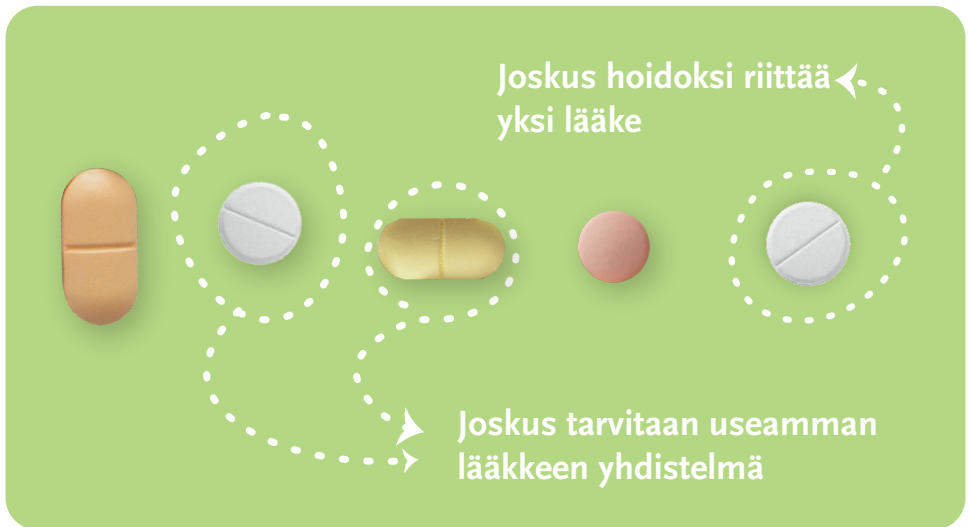 Joskus hoidoksi riittää
yksi lääke
Joskus tarvitaan useamman
lääkkeen yhdistelmä